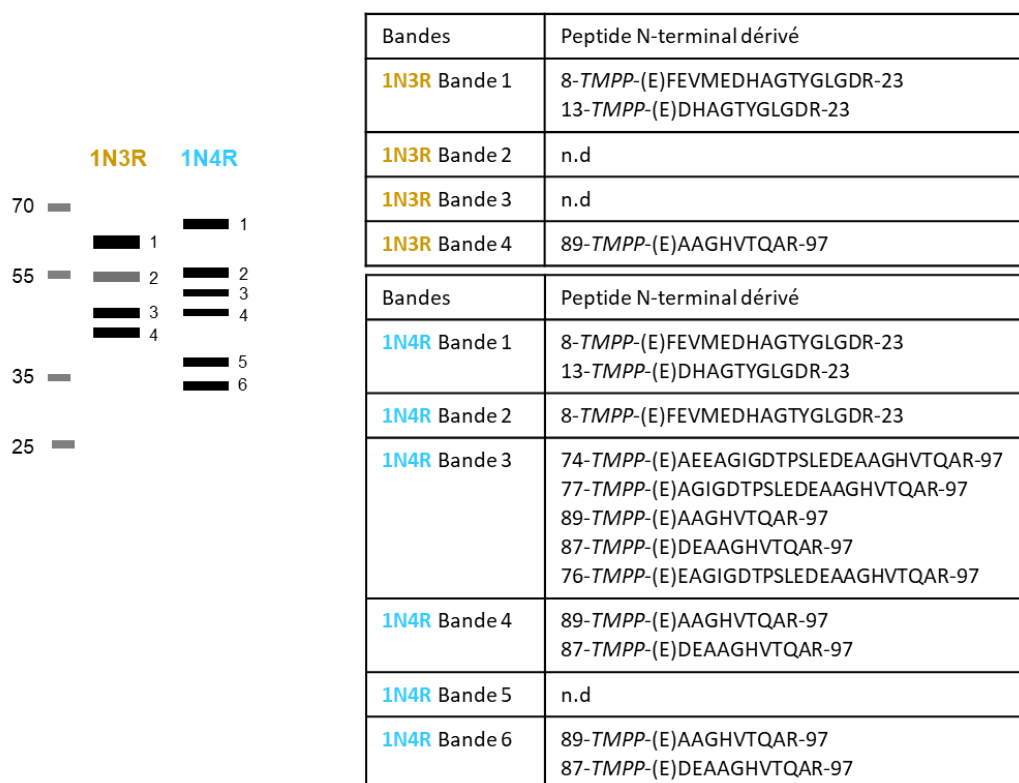 1N3R 1N4R
70
55
35
25
1
2
3
4
1
2
3
4
5
6
Bandes Peptide N-terminal dérivé
1N3R Bande 1 8-TMPP-(E)FEVMEDHAGTYGLGDR-23
13-TMPP-(E)DHAGTYGLGDR-23
1N3R Bande 2 n.d
1N3R Bande 3 n.d
1N3R Bande 4 89-TMPP-(E)AAGHVTQAR-97
Bandes Peptide N-terminal dérivé
1N4R Bande 1 8-TMPP-(E)FEVMEDHAGTYGLGDR-23
13-TMPP-(E)DHAGTYGLGDR-23
1N4R Bande 2 8-TMPP-(E)FEVMEDHAGTYGLGDR-23
1N4R Bande 3 74-TMPP-(E)AEEAGIGDTPSLEDEAAGHVTQAR-97
77-TMPP-(E)AGIGDTPSLEDEAAGHVTQAR-97
89-TMPP-(E)AAGHVTQAR-97
87-TMPP-(E)DEAAGHVTQAR-97
76-TMPP-(E)EAGIGDTPSLEDEAAGHVTQAR-97
1N4R Bande 4 89-TMPP-(E)AAGHVTQAR-97
87-TMPP-(E)DEAAGHVTQAR-97
1N4R Bande 5 n.d
1N4R Bande 6 89-TMPP-(E)AAGHVTQAR-97
87-TMPP-(E)DEAAGHVTQAR-97